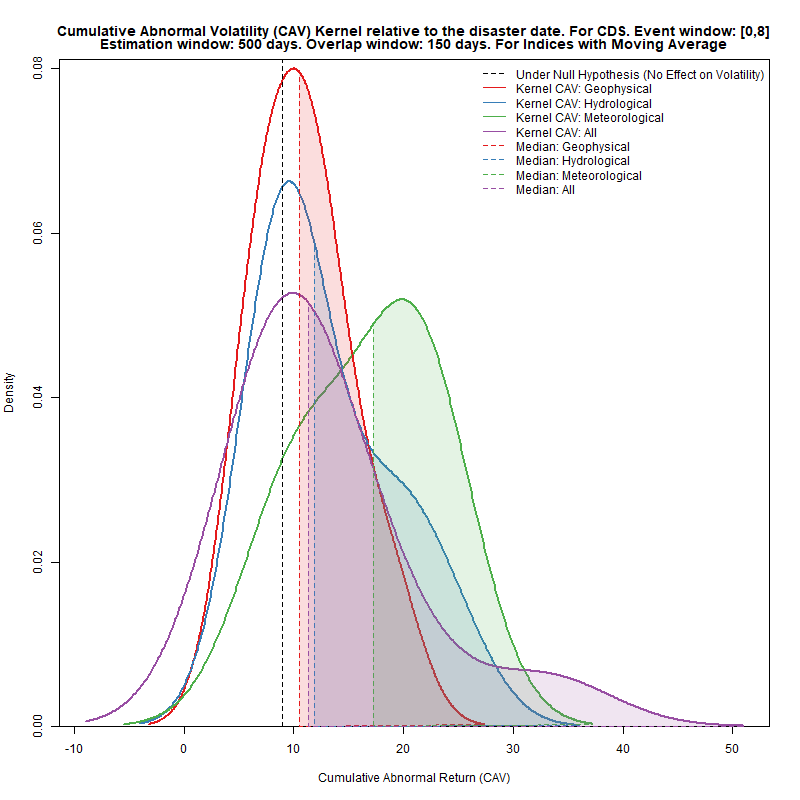 Cumulative Abnormal Volatility (CAV) Kernel relative to the disaster date. For CDS. Event window: [0,8]
Estimation window: 500 days. Overlap window: 150 days. For Indices with Moving Average
Under Null Hypothesis (No Effect on Volatility)
Kernel CAV: Geophysical
Kernel CAV: Hydrological
Kernel CAV: Meteorological
Kernel CAV: All
Median: Geophysical
Median: Hydrological
Median: Meteorological
Median: All
Density
0.08
0.06
0.04
0.02
0.00
-10 0 10 20 30 40 50
Cumulative Abnormal Return (CAV)